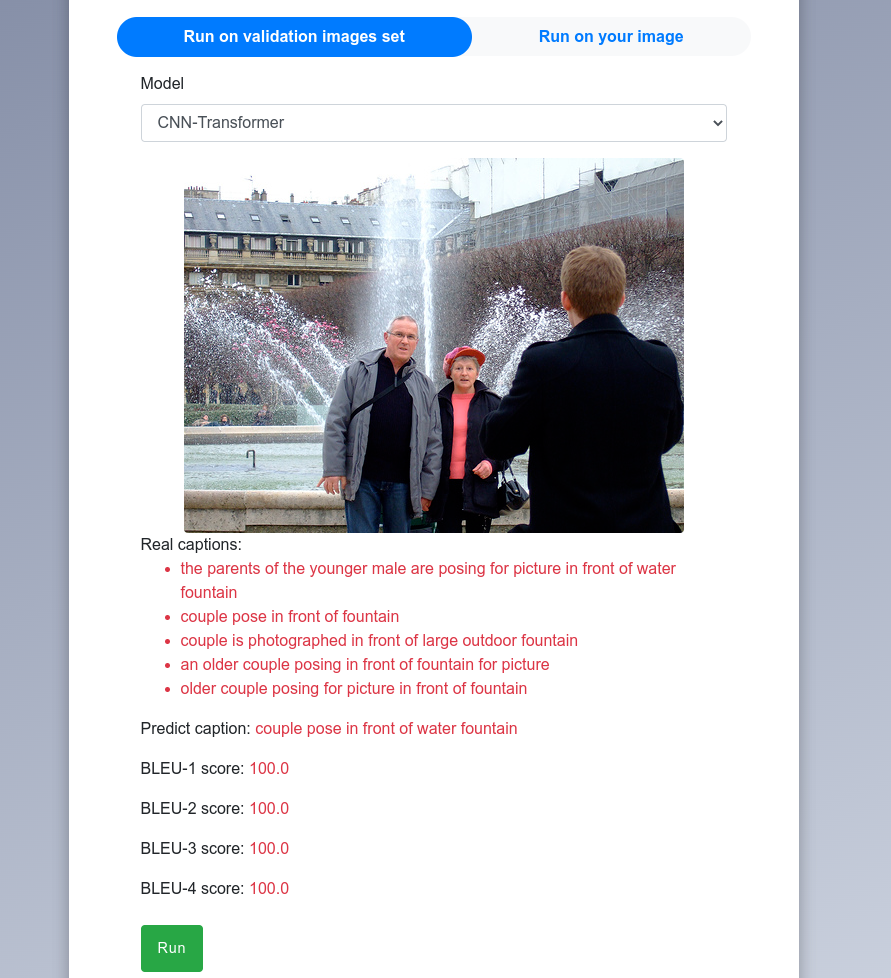 Run on validation images set
Run on your image
Model
CNN-Transformer
Real captions:
the parents of the younger male are posing for picture in front of water
fountain
couple pose in front of fountain
couple is photographed in front of large outdoor fountain
an older couple posing in front of fountain for picture
older couple posing for picture in front of fountain
Predict caption: couple pose in front of water fountain
BLEU-1 score: 100.0
BLEU-2 score: 100.0
BLEU-3 score: 100.0
BLEU-4 score: 100.0
Run